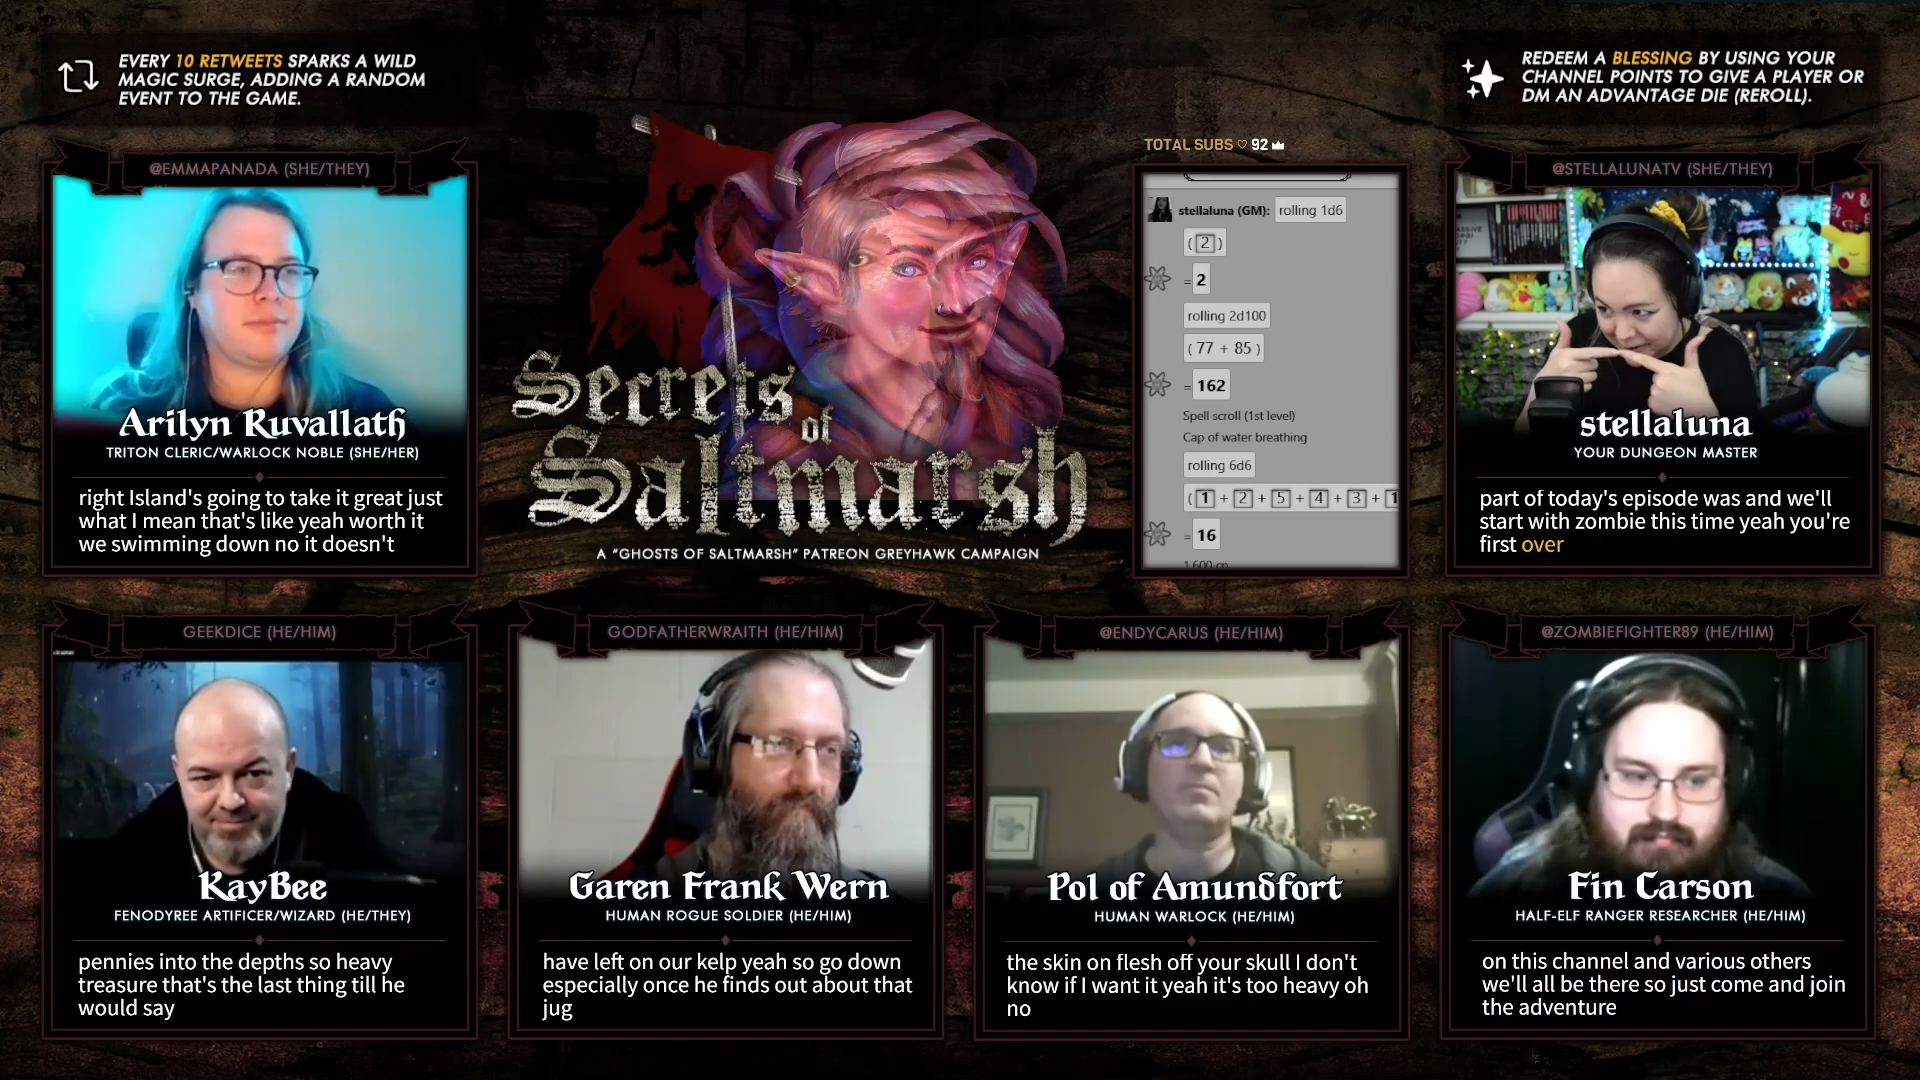 EVERY 10 RETWEETS SPARKS A WILD
MAGIC SURGE, ADDING A RANDOM
EVENT TO THE GAME.
REDEEM A BLESSING BY USING YOUR
CHANNEL POINTS TO GIVE A PLAYER OR
DM AN ADVANTAGE DIE (REROLL).
@EMMAPANADA (SHE/THEY)
Arilyn Ruvallath
TRITON CLERIC/WARLOCK NOBLE (SHE/HER)
right Island's going to take it great just
what I mean that's like yeah worth it
we swimming down no it doesn't
Secrets
of
Saltmarsh
A "GHOSTS OF SALTMARSH" PATREON GREYHAWK CAMPAIGN
TOTAL SUBS ♡ 92
stellaluna (GM): rolling 1d6
( 2 )
= 2
rolling 2d100
( 77 + 85 )
= 162
Spell scroll (1st level)
Cap of water breathing
rolling 6d6
( 1 + 2 + 5 + 4 + 3 + 1
= 16
1,600 cp
@STELLALUNATV (SHE/THEY)
stellaluna
YOUR DUNGEON MASTER
part of today's episode was and we'll
start with zombie this time yeah you're
first over
GEEKDICE (HE/HIM)
KayBee
FENODYREE ARTIFICER/WIZARD (HE/THEY)
pennies into the depths so heavy
treasure that's the last thing till he
would say
GODFATHERWRAITH (HE/HIM)
Garen Frank Wern
HUMAN ROGUE SOLDIER (HE/HIM)
have left on our kelp yeah so go down
especially once he finds out about that
jug
@ENDYCARUS (HE/HIM)
Pol of Amundfort
HUMAN WARLOCK (HE/HIM)
the skin on flesh off your skull I don't
know if I want it yeah it's too heavy oh
no
@ZOMBIEFIGHTER89 (HE/HIM)
Fin Carson
HALF-ELF RANGER RESEARCHER (HE/HIM)
on this channel and various others
we'll all be there so just come and join
the adventure